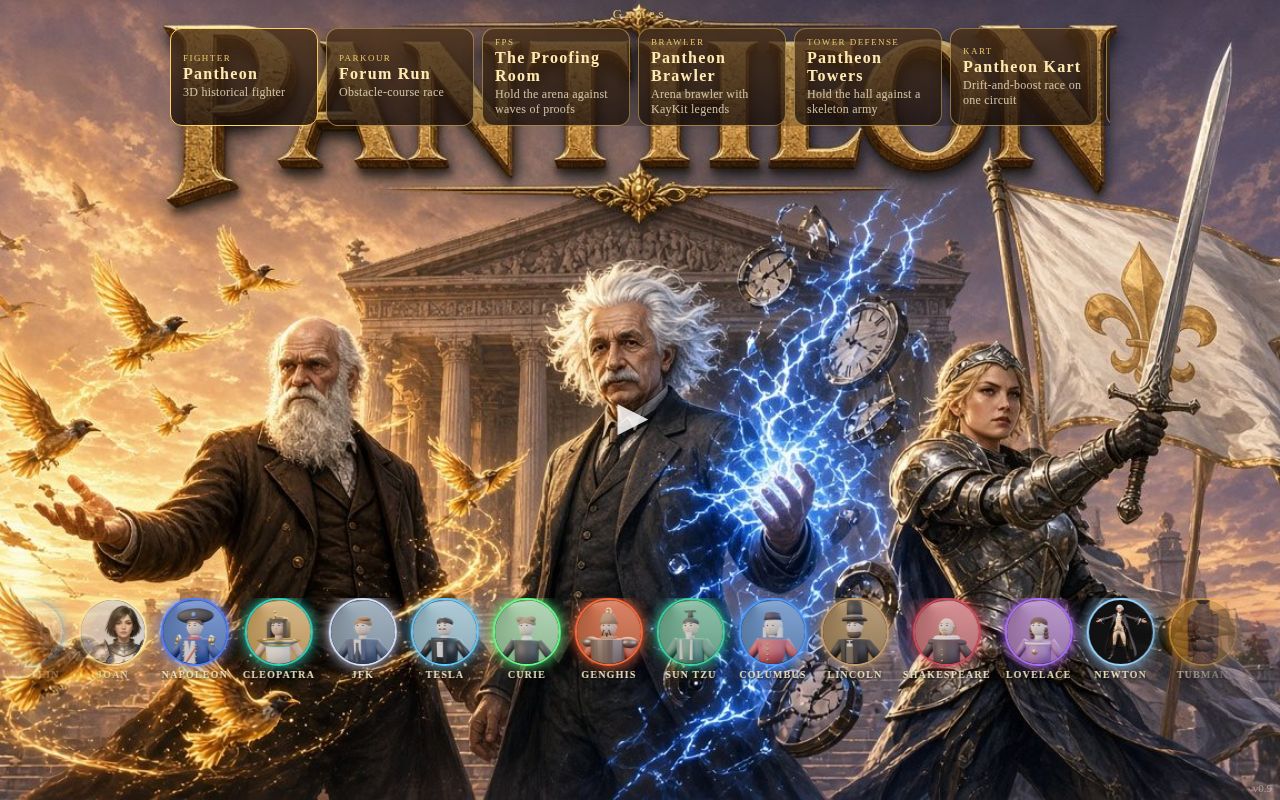 Games
PANTHEON
FIGHTER
Pantheon
3D historical fighter
PARKOUR
Forum Run
Obstacle-course race
FPS
The Proofing
Room
Hold the arena against
waves of proofs
BRAWLER
Pantheon
Brawler
Arena brawler with
KayKit legends
TOWER DEFENSE
Pantheon
Towers
Hold the hall against a
skeleton army
KART
Pantheon Kart
Drift-and-boost race on
one circuit
JOAN
NAPOLEON
CLEOPATRA
JFK
TESLA
CURIE
GENGHIS
SUN TZU
COLUMBUS
LINCOLN
SHAKESPEARE
LOVELACE
NEWTON
TUBMAN
v0.9